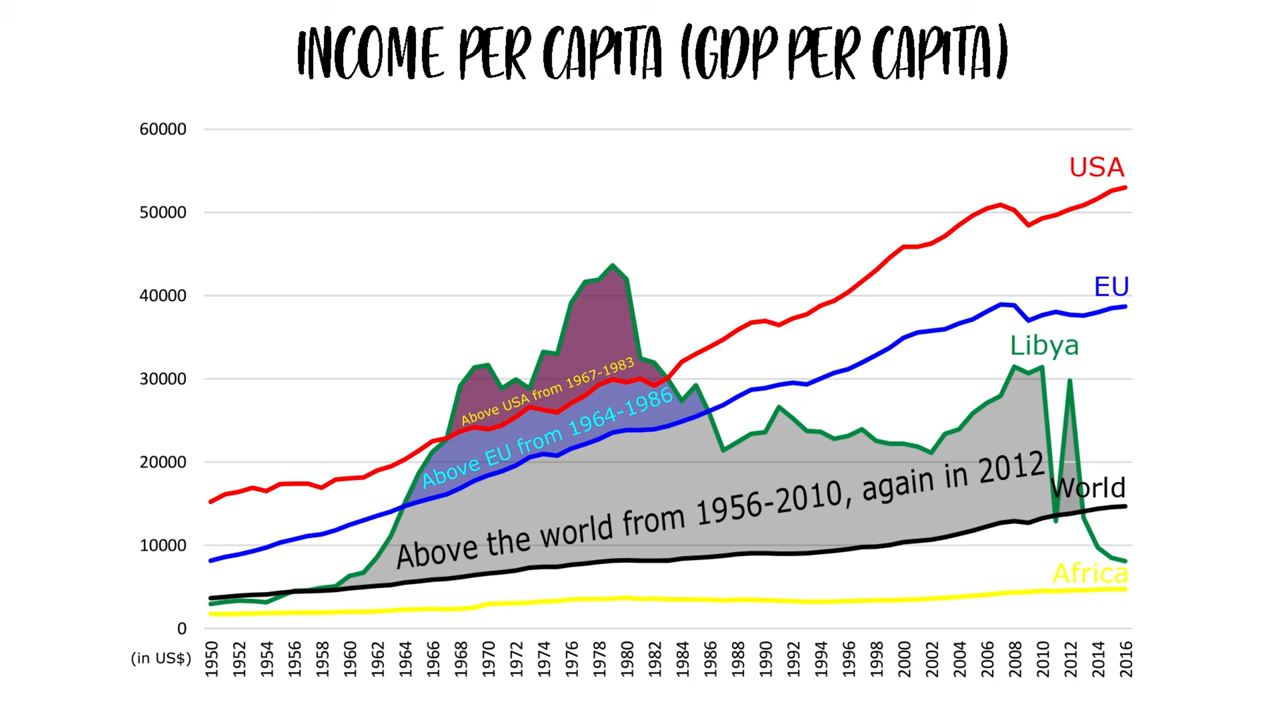 INCOME PER CAPITA (GDP PER CAPITA)
60000
50000
40000
30000
20000
10000
0
(in US$)
USA
EU
Libya
World
Africa
Above USA from 1967-1983
Above EU from 1964-1986
Above the world from 1956-2010, again in 2012
1950 1952 1954 1956 1958 1960 1962 1964 1966 1968 1970 1972 1974 1976 1978 1980 1982 1984 1986 1988 1990 1992 1994 1996 1998 2000 2002 2004 2006 2008 2010 2012 2014 2016